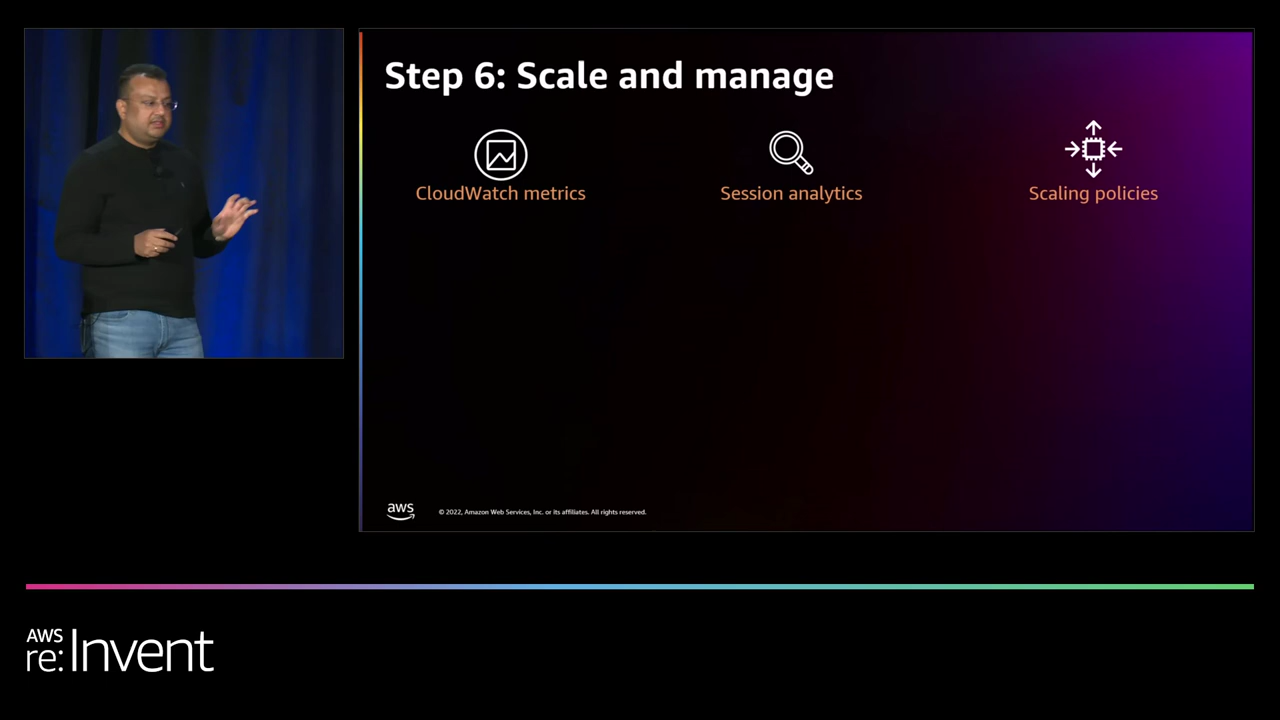 Step 6: Scale and manage
CloudWatch metrics
Session analytics
Scaling policies
aws
© 2022, Amazon Web Services, Inc. or its affiliates. All rights reserved.
AWS
re:Invent